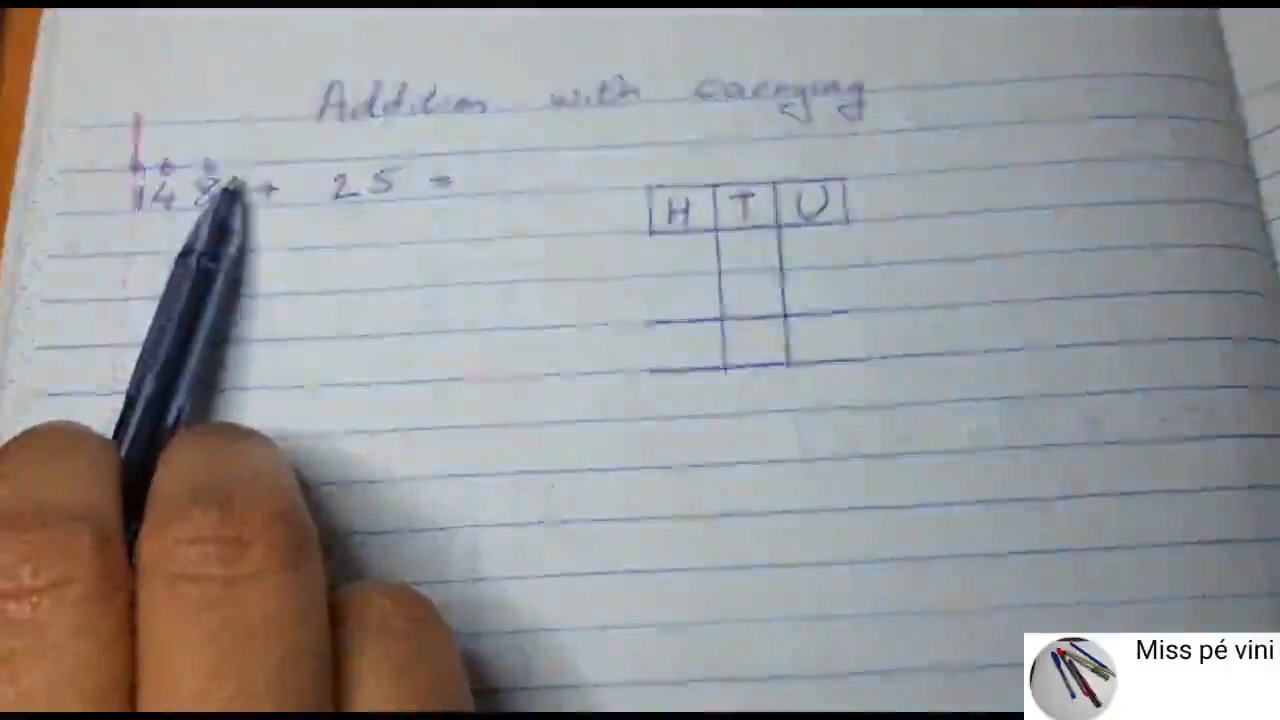 Addition with carrying
h t u
148 + 25 =
H T U
Miss pé vini